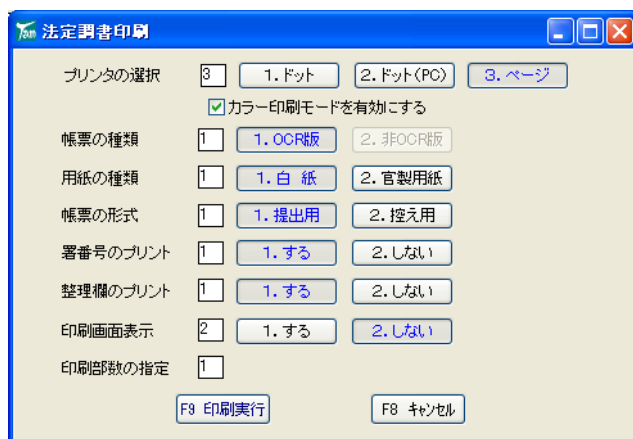 Tam 法定調書印刷
プリンタの選択 3 1.ドット 2.ドット(PC) 3.ページ
カラー印刷モードを有効にする
帳票の種類 1 1.OCR版 2.非OCR版
用紙の種類 1 1.白 紙 2.官製用紙
帳票の形式 1 1.提出用 2.控え用
署番号のプリント 1 1.する 2.しない
整理欄のプリント 1 1.する 2.しない
印刷画面表示 2 1.する 2.しない
印刷部数の指定 1
F9 印刷実行 F8 キャンセル